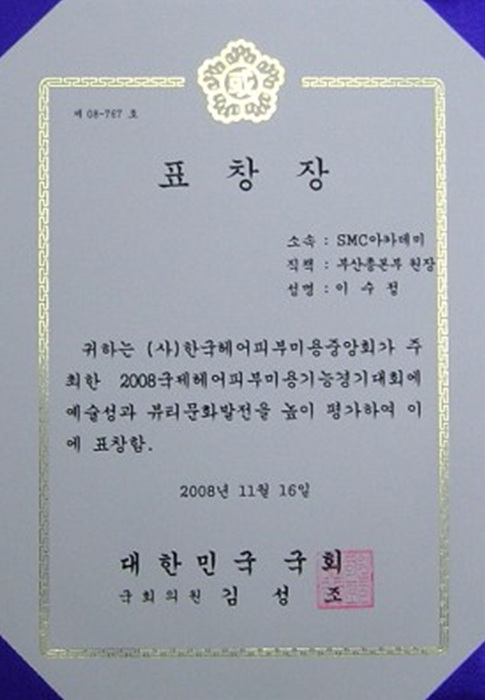 제 08-767 호
표 창 장
소속 : SMC아카데미
직책 : 부산총본부 원장
성명 : 이 수 정
귀하는 (사)한국헤어피부미용중앙회가 주
최한 2008국제헤어피부미용기능경기대회에
예술성과 뷰티문화발전을 높이 평가하여 이
에 표창함.
2008년 11월 16일
대 한 민 국 국 회
국 회 의 원 김 성 조